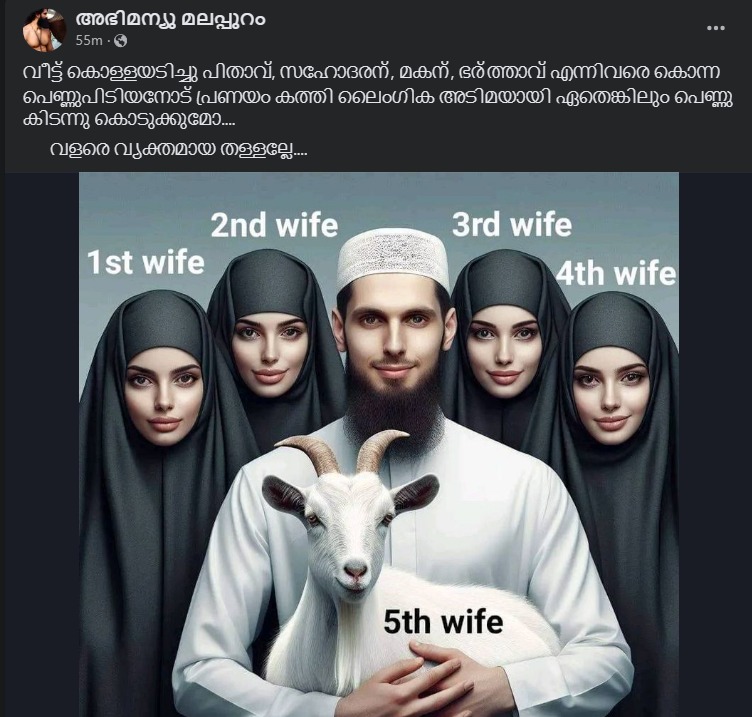 അഭിമന്യു മലപ്പുറം
55m
വീട്ട് കൊള്ളയടിച്ചു പിതാവ്, സഹോദരന്, മകന്, ഭര്ത്താവ് എന്നിവരെ കൊന്ന
പെണ്ണുപിടിയനോട് പ്രണയം കത്തി ലൈംഗിക അടിമയായി ഏതെങ്കിലും പെണ്ണു
കിടന്നു കൊടുക്കുമോ....
വളരെ വ്യക്തമായ തള്ളല്ലേ....
2nd wife
3rd wife
1st wife
4th wife
5th wife